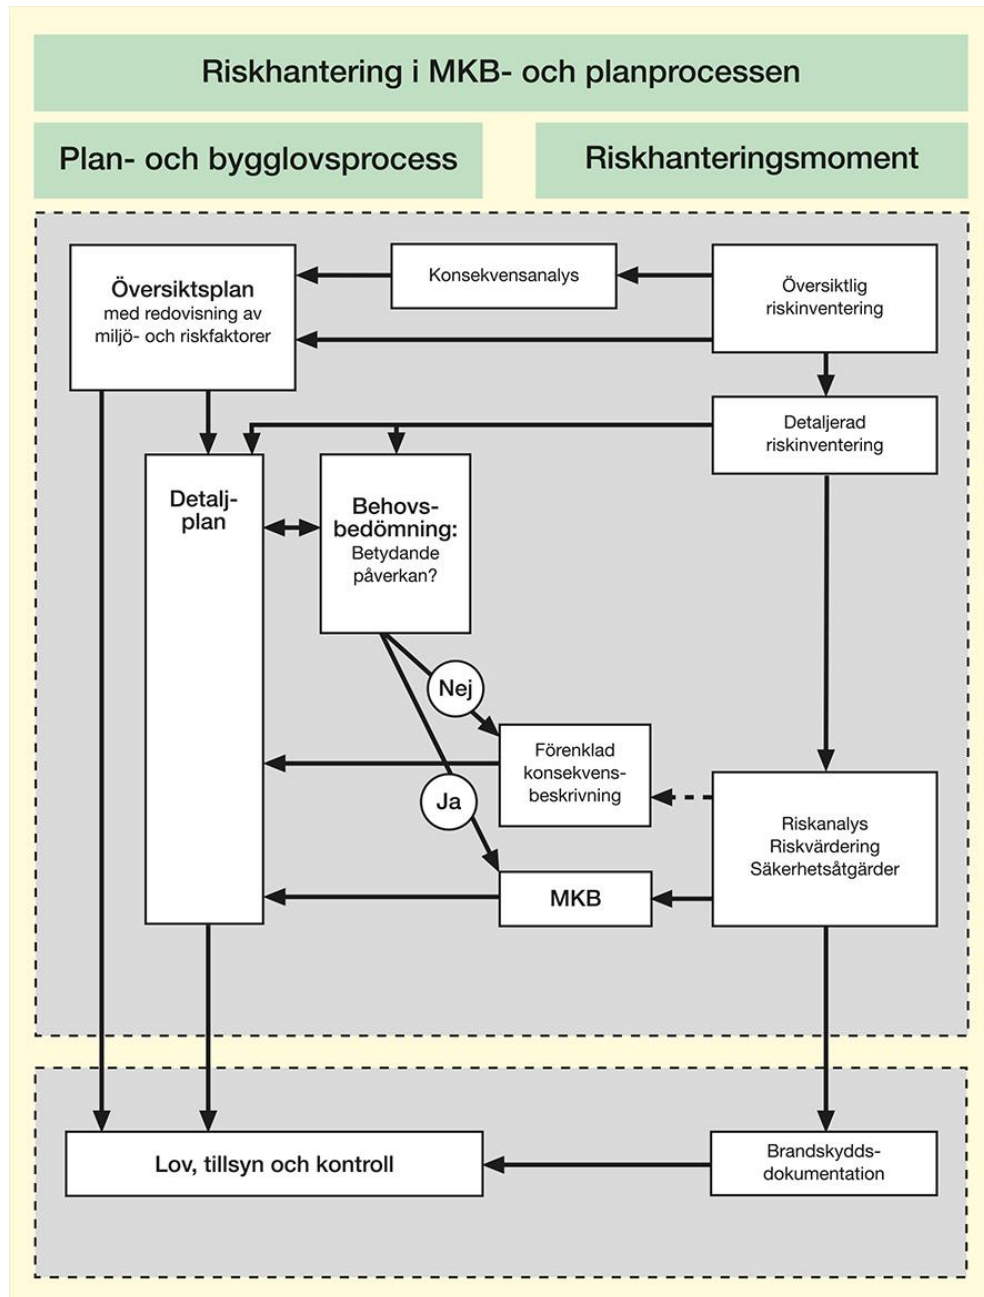 Riskhantering i MKB- och planprocessen
Plan- och bygglovsprocess
Riskhanteringsmoment
Översiktsplan
med redovisning av
miljö- och riskfaktorer
Konsekvensanalys
Översiktlig
riskinventering
Detaljerad
riskinventering
Detalj-
plan
Behovs-
bedömning:
Betydande
påverkan?
Nej
Förenklad
konsekvens-
beskrivning
Ja
Riskanalys
Riskvärdering
Säkerhetsåtgärder
MKB
Lov, tillsyn och kontroll
Brandskydds-
dokumentation